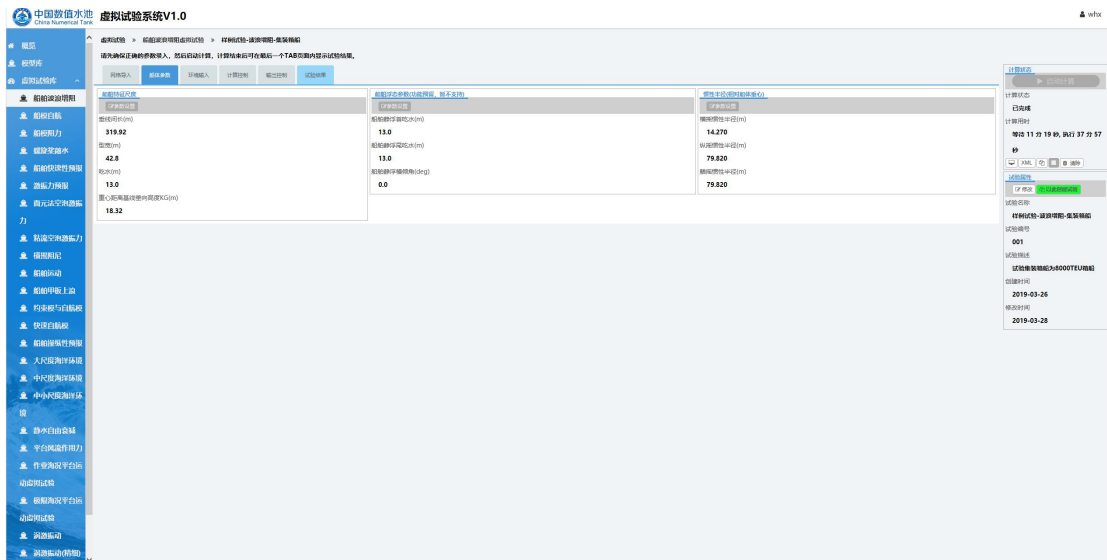 中国数值水池
China Numerical Tank
虚拟试验系统V1.0
whx
概览
模型库
虚拟试验库
船舶波浪增阻
船模自航
船模阻力
螺旋桨敞水
船舶快速性预报
激振力预报
面元法空泡激振
力
粘流空泡激振力
横摇阻尼
船舶运动
船舶甲板上浪
约束模与自航模
快速自航模
船舶操纵性预报
大尺度海洋环境
中尺度海洋环境
中小尺度海洋环
境
静水自由衰减
平台风流作用力
作业海况平台运
动虚拟试验
极限海况平台运
动虚拟试验
涡激振动
涡激振动(精细)
虚拟试验 » 船舶波浪增阻虚拟试验 » 样例试验-波浪增阻-集装箱船
请先确保正确的参数录入，然后启动计算，计算结束后可在最后一个TAB页面内显示试验结果。
网格导入 船体参数 环境输入 计算控制 输出控制 试验结果
船舶特征尺度
参数设置
垂线间长(m)
319.92
型宽(m)
42.8
吃水(m)
13.0
重心距离基线垂向高度KG(m)
18.32
船舶浮态参数(功能预留，暂不支持)
参数设置
船舶静浮首吃水(m)
13.0
船舶静浮尾吃水(m)
13.0
船舶静浮横倾角(deg)
0.0
惯性半径(相对船体重心)
参数设置
横摇惯性半径(m)
14.270
纵摇惯性半径(m)
79.820
艏摇惯性半径(m)
79.820
计算状态
启动计算
计算状态
已完成
计算用时
等待 11 分 19 秒, 执行 37 分 57
秒
XML 清除
试验属性
修改 以此创建试验
试验名称
样例试验-波浪增阻-集装箱船
试验编号
001
试验描述
试验集装箱船为8000TEU箱船
创建时间
2019-03-26
修改时间
2019-03-28